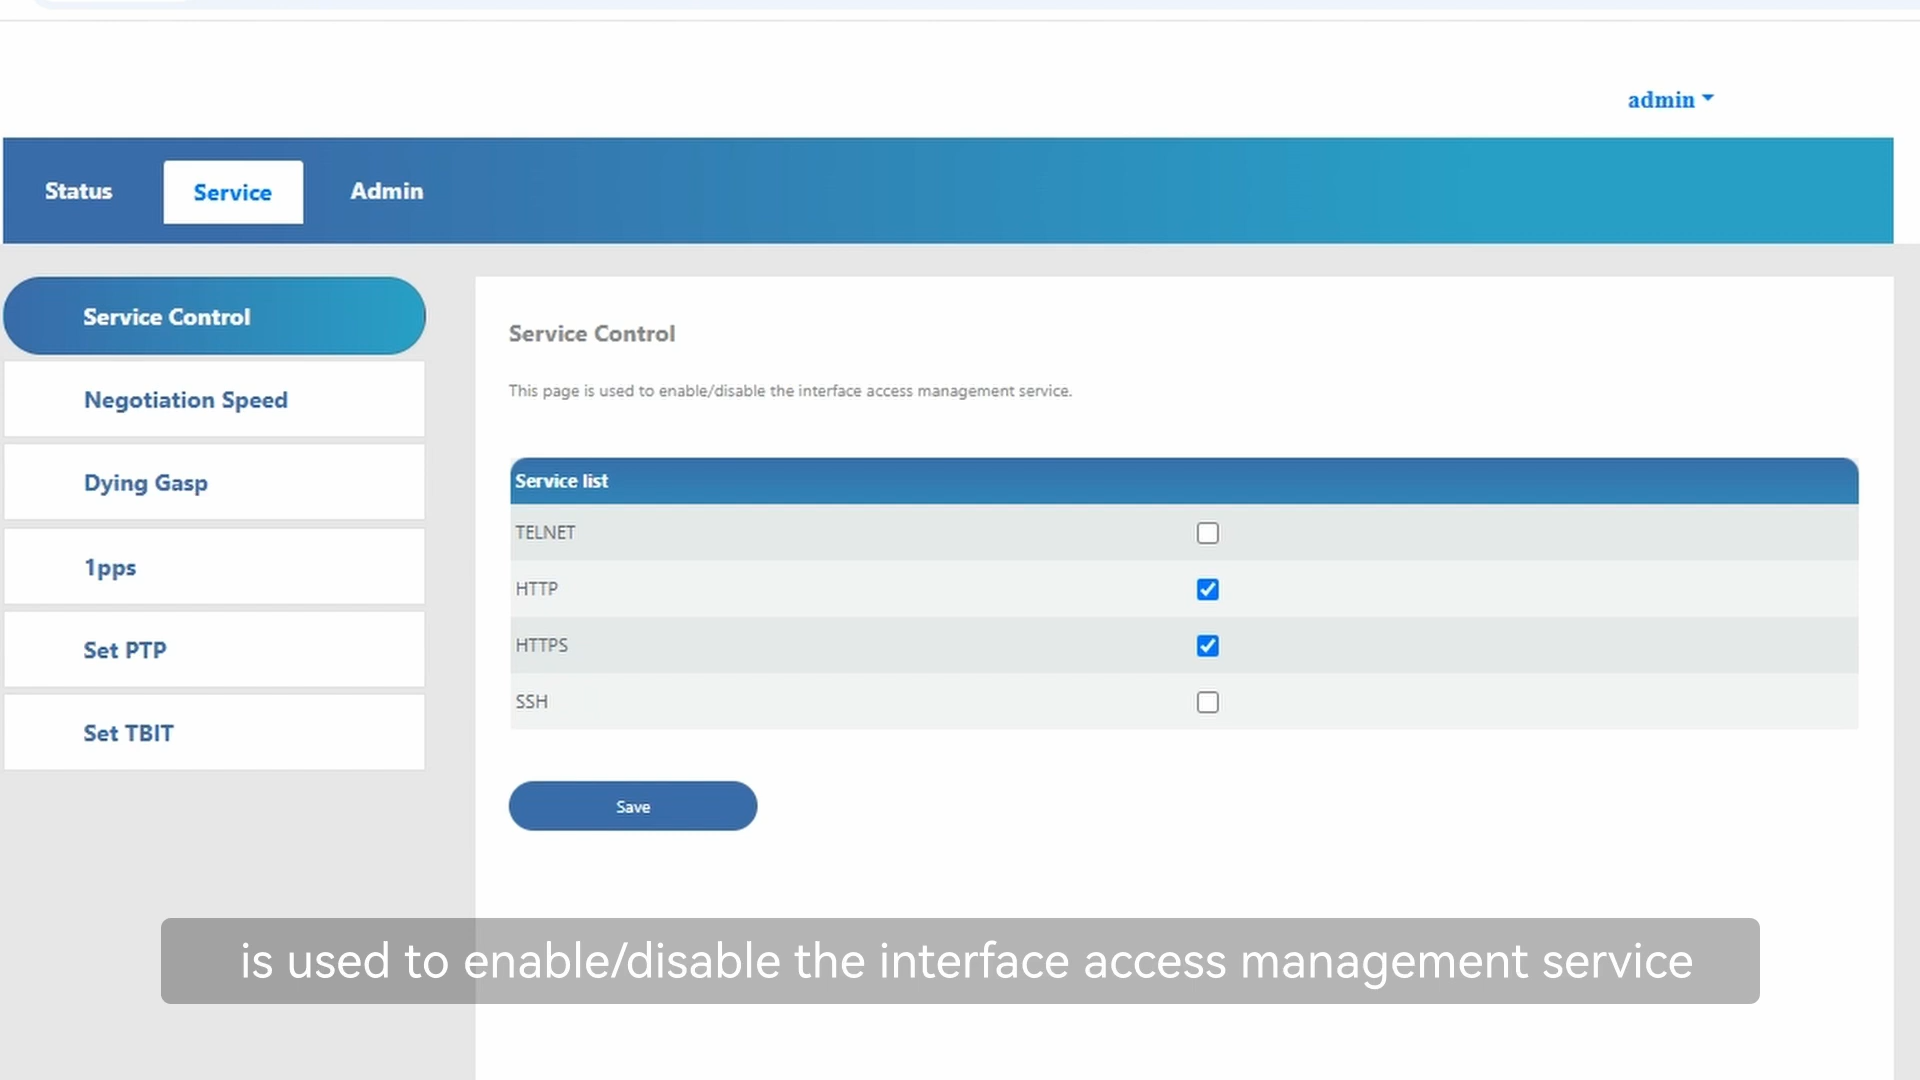 admin
Status
Service
Admin
Service Control
Negotiation Speed
Dying Gasp
1pps
Set PTP
Set TBIT
Service Control
This page is used to enable/disable the interface access management service.
Service list
TELNET
HTTP
HTTPS
SSH
Save
is used to enable/disable the interface access management service